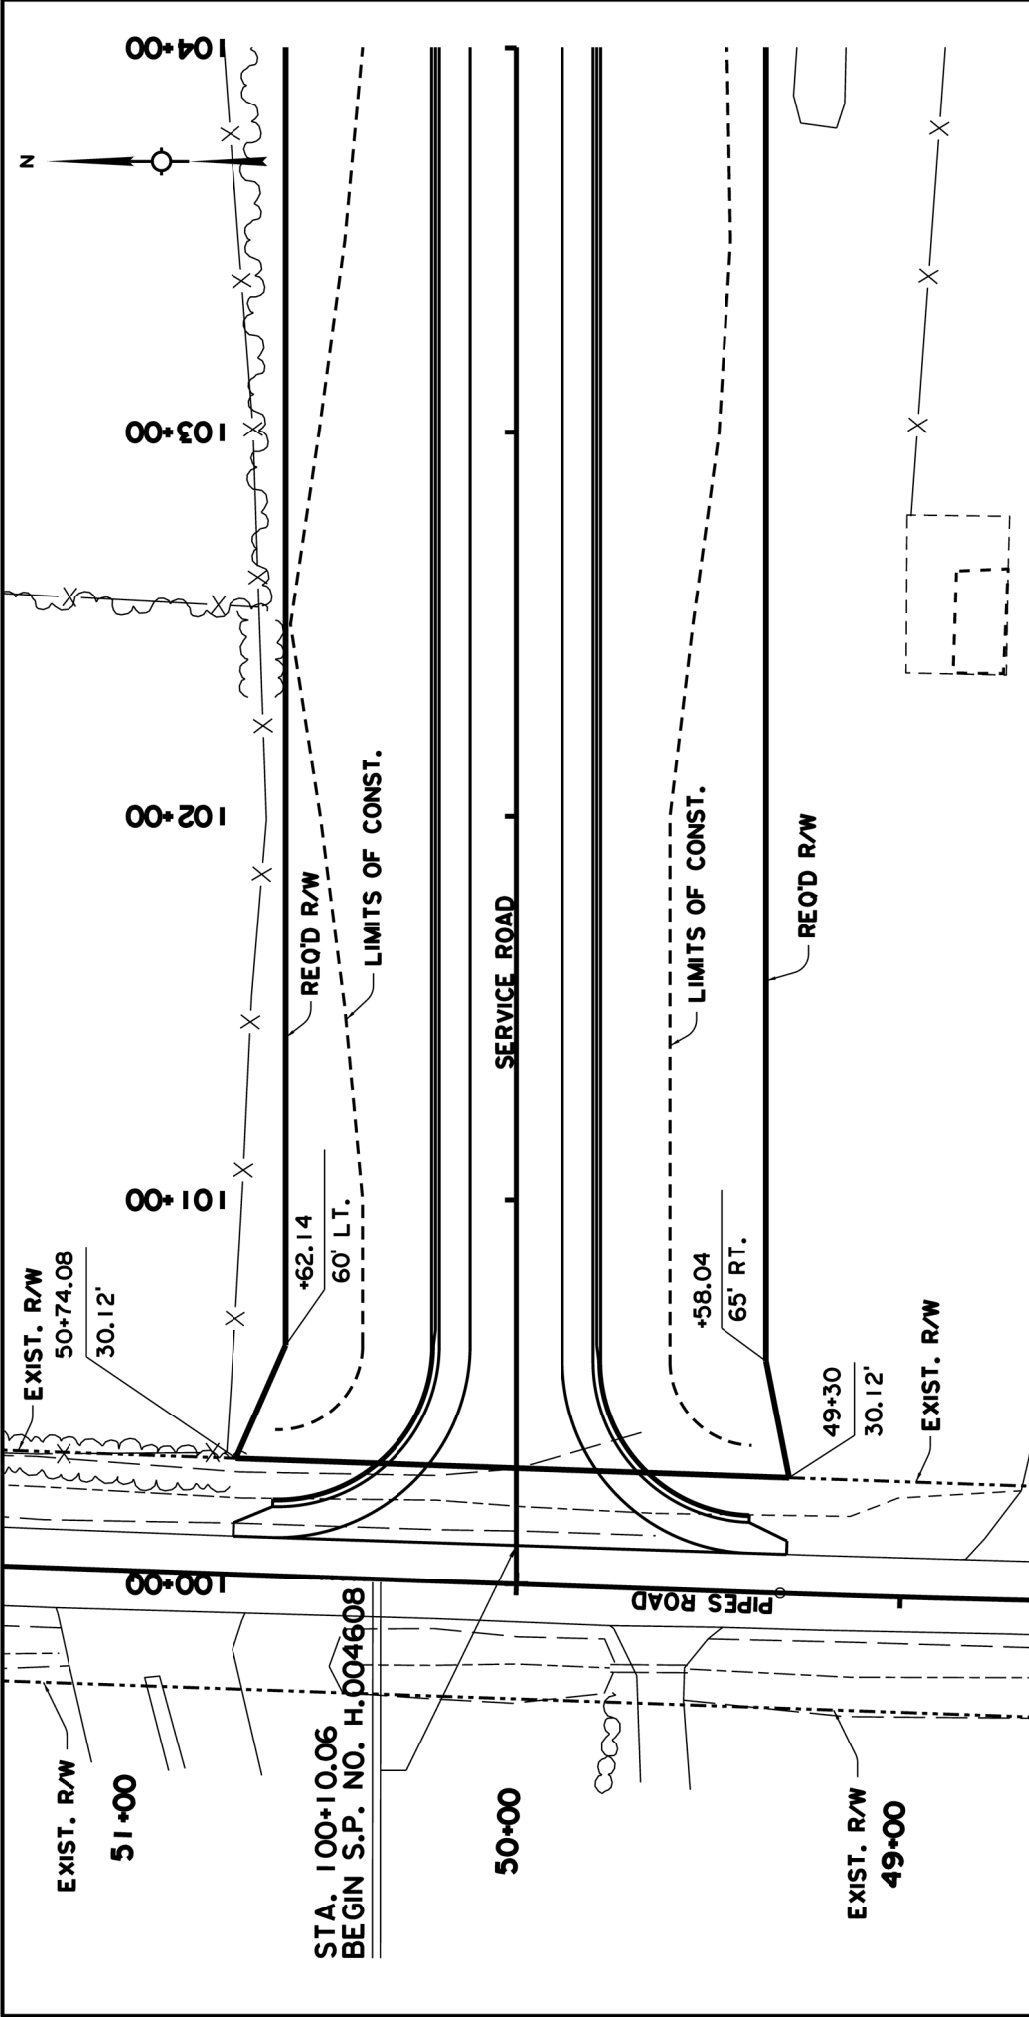 N
104+00
103+00
102+00
101+00
100+00
EXIST. R/W
50+74.08
30.12'
+62.14
60' LT.
REQ'D R/W
LIMITS OF CONST.
SERVICE ROAD
LIMITS OF CONST.
REQ'D R/W
+58.04
65' RT.
49+30
30.12'
EXIST. R/W
PIPES ROAD
STA. 100+10.06
BEGIN S.P. NO. H.004608
EXIST. R/W
51+00
50+00
EXIST. R/W
49+00